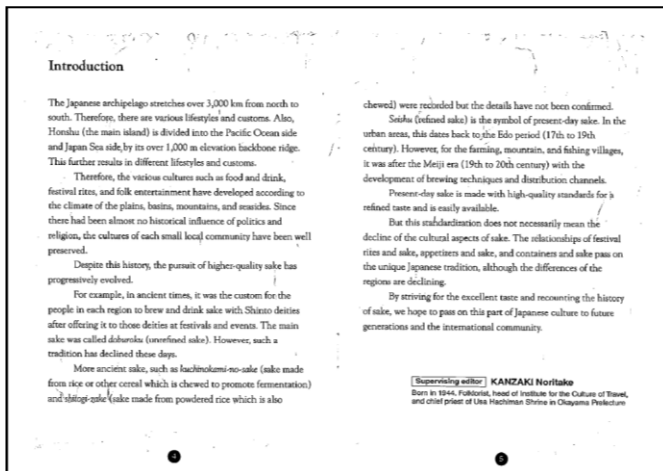 Introduction
The Japanese archipelago stretches over 3,000 km from north to
south. Therefore, there are various lifestyles and customs. Also,
Honshu (the main island) is divided into the Pacific Ocean side
and Japan Sea side by its over 1,000 m elevation backbone ridge.
This further results in different lifestyles and customs.
Therefore, the various cultures such as food and drink,
festival rites, and folk entertainment have developed according to
the climate of the plains, basins, mountains, and seasides. Since
there had been almost no historical influence of politics and
religion, the cultures of each small local community have been well
preserved.
Despite this history, the pursuit of higher-quality sake has
progressively evolved.
For example, in ancient times, it was the custom for the
people in each region to brew and drink sake with Shinto deities
after offering it to those deities at festivals and events. The main
sake was called doburoku (unrefined sake). However, such a
tradition has declined these days.
More ancient sake, such as kuchinokami-no-sake (sake made
from rice or other cereal which is chewed to promote fermentation)
and shitogi-zake (sake made from powdered rice which is also
4
chewed) were recorded but the details have not been confirmed.
Seishu (refined sake) is the symbol of present-day sake. In the
urban areas, this dates back to the Edo period (17th to 19th
century). However, for the farming, mountain, and fishing villages,
it was after the Meiji era (19th to 20th century) with the
development of brewing techniques and distribution channels.
Present-day sake is made with high-quality standards for a
refined taste and is easily available.
But this standardization does not necessarily mean the
decline of the cultural aspects of sake. The relationships of festival
rites and sake, appetizers and sake, and containers and sake pass on
the unique Japanese tradition, although the differences of the
regions are declining.
By striving for the excellent taste and recounting the history
of sake, we hope to pass on this part of Japanese culture to future
generations and the international community.
Supervising editor KANZAKI Noritake
Born in 1944. Folklorist, head of Institute for the Culture of Travel,
and chief priest of Usa Hachiman Shrine in Okayama Prefecture
5